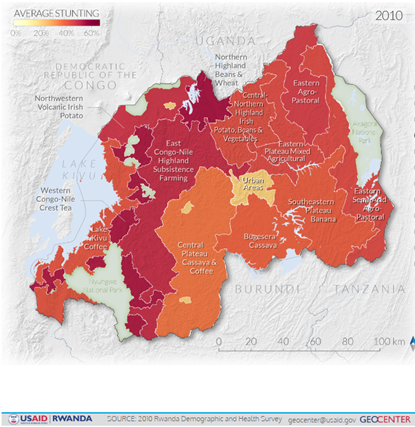 AVERAGE STUNTING
0% 20% 40% 60%
2010
UGANDA
DEMOCRATIC
REPUBLIC OF THE
CONGO
Northern
Highland
Beans &
Wheat
Northwestern
Volcanic Irish
Potato
Central-
Northern
Highland
Irish
Potato, Beans &
Vegetables
Eastern
Agro
Pastoral
Akagera
National
Park
East
Congo-Nile
Highland
Subsistence
Farming
Eastern
Plateau Mixed
Agricultural
LAKE
KIVU
Urban
Areas
Western
Congo-Nile
Crest Tea
Southeastern
Plateau
Banana
Eastern
Semi-Arid
Agro
Pastoral
Lake
Kivu
Coffee
Central
Plateau
Cassava &
Coffee
Bugesera
Cassava
Nyungwe
National Park
BURUNDI
TANZANIA
0 50 100 km
USAID RWANDA
SOURCE: 2010 Rwanda Demographic and Health Survey
geocenter@usaid.gov
GEOCENTER